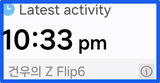 Latest activity
10:33 pm
건우의 Z Flip6